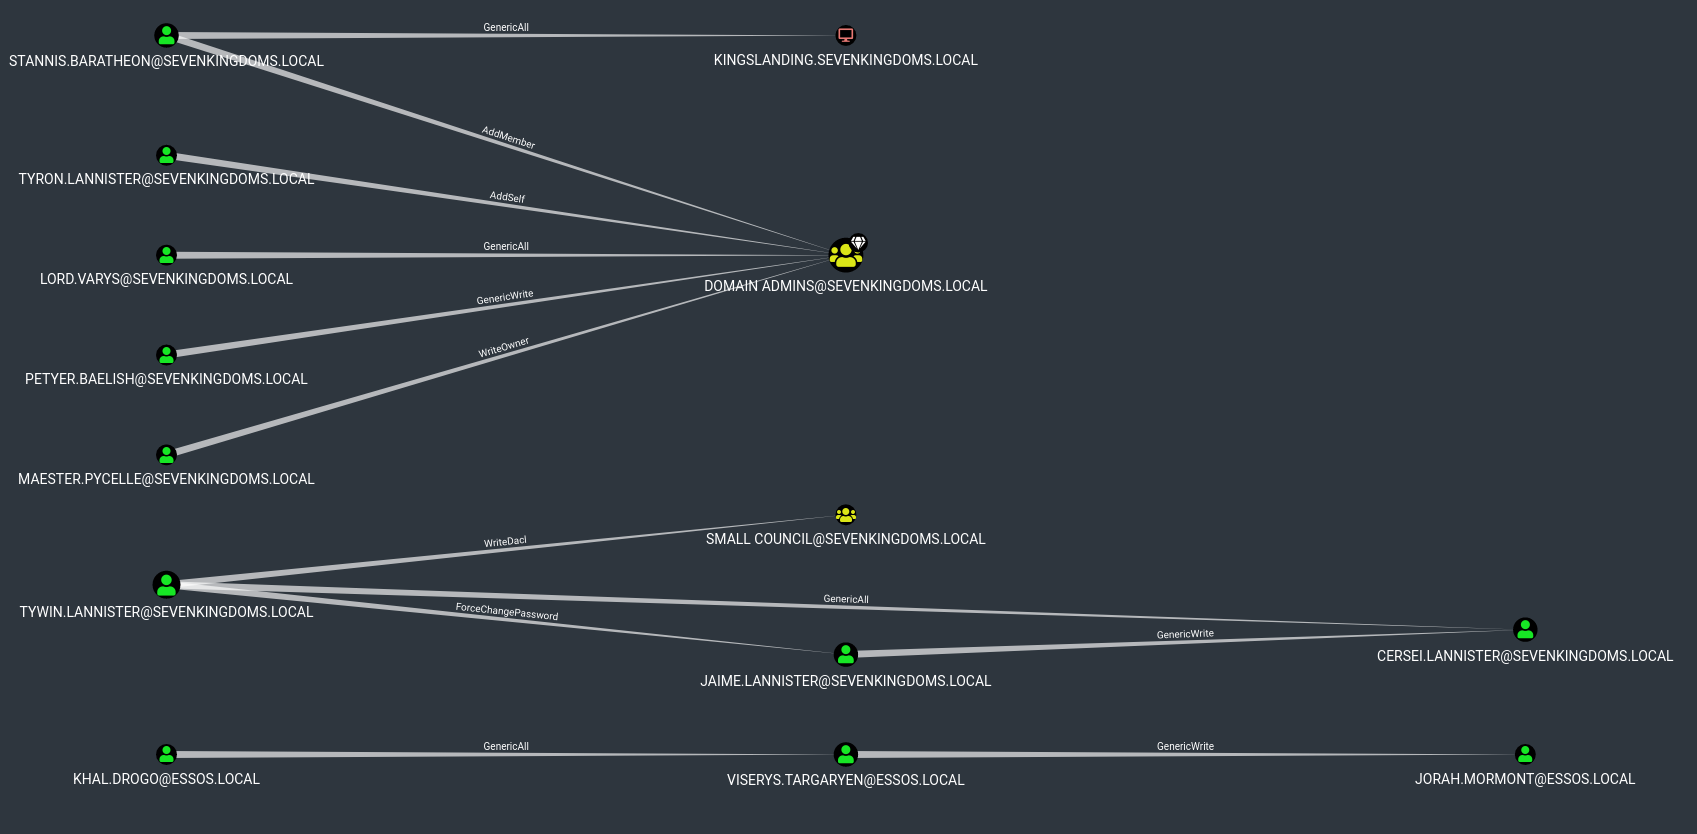 GenericAll
STANNIS.BARATHEON@SEVENKINGDOMS.LOCAL
KINGSLANDING.SEVENKINGDOMS.LOCAL
AddMember
TYRON.LANNISTER@SEVENKINGDOMS.LOCAL
AddSelf
GenericAll
LORD.VARYS@SEVENKINGDOMS.LOCAL
DOMAIN ADMINS@SEVENKINGDOMS.LOCAL
GenericWrite
WriteOwner
PETYER.BAELISH@SEVENKINGDOMS.LOCAL
MAESTER.PYCELLE@SEVENKINGDOMS.LOCAL
SMALL COUNCIL@SEVENKINGDOMS.LOCAL
WriteDacl
GenericAll
TYWIN.LANNISTER@SEVENKINGDOMS.LOCAL
ForceChangePassword
GenericWrite
CERSEI.LANNISTER@SEVENKINGDOMS.LOCAL
JAIME.LANNISTER@SEVENKINGDOMS.LOCAL
GenericAll
GenericWrite
KHAL.DROGO@ESSOS.LOCAL
VISERYS.TARGARYEN@ESSOS.LOCAL
JORAH.MORMONT@ESSOS.LOCAL